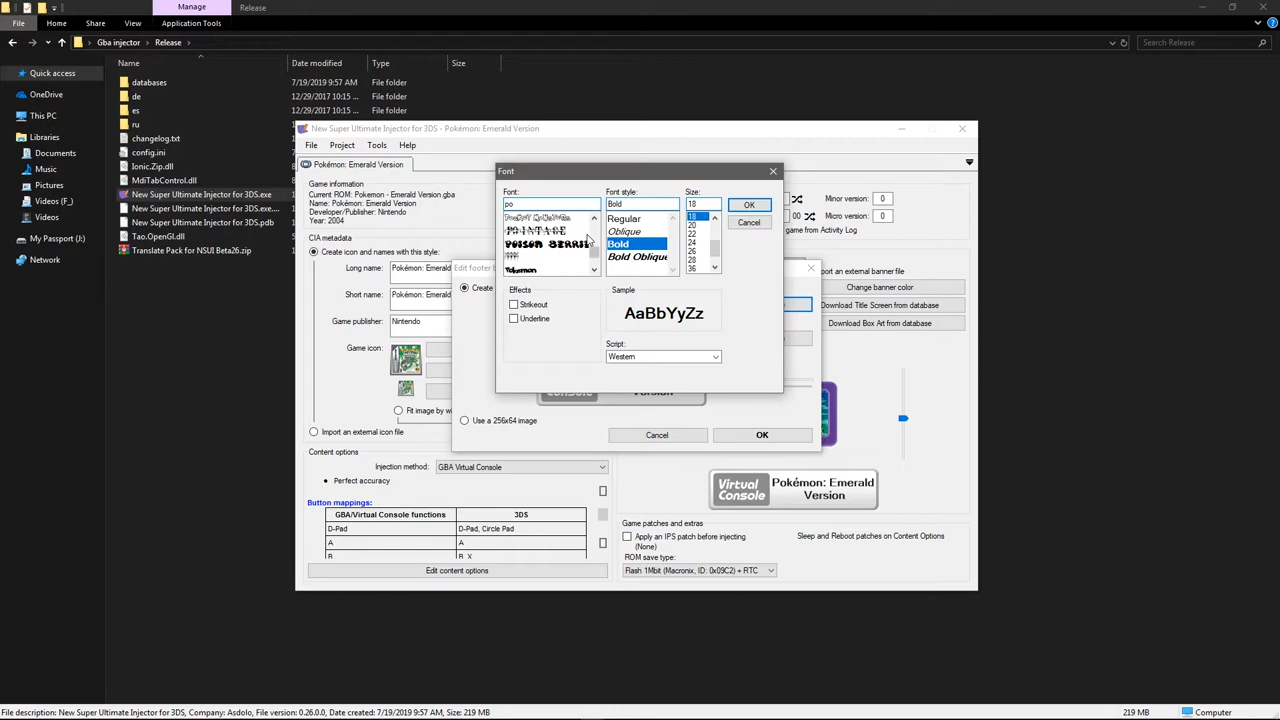 Manage
Release
File
Home
Share
View
Application Tools
Gba injector
Release
Search Release
Name
Date modified
Type
Size
Quick access
OneDrive
This PC
Libraries
Documents
Music
Pictures
Videos (F:)
Videos
My Passport (J:)
Network
databases
7/19/2019 9:57 AM
File folder
de
12/29/2017 10:15 ...
File folder
es
12/29/2017 10:15 ...
File folder
ru
changelog.txt
config.ini
Ionic.Zip.dll
MdiTabControl.dll
New Super Ultimate Injector for 3DS.exe
New Super Ultimate Injector for 3DS.exe....
New Super Ultimate Injector for 3DS.pdb
Tao.OpenGl.dll
Translate Pack for NSUI Beta26.zip
New Super Ultimate Injector for 3DS - Pokémon: Emerald Version
File
Project
Tools
Help
Pokémon: Emerald Version
Game information
Current ROM: Pokemon - Emerald Version.gba
Name: Pokémon: Emerald Version
Developer/Publisher: Nintendo
Year: 2004
CIA metadata
Create icon and names with this style:
Long name:
Pokémon: Emerald
Short name:
Pokémon: Emerald
Game publisher:
Nintendo
Game icon:
Fit image by wi
Import an external icon file
Content options
Injection method:
GBA Virtual Console
Perfect accuracy
Button mappings:
GBA/Virtual Console functions
3DS
D-Pad
D-Pad, Circle Pad
A
A
B
B, X
Edit content options
Edit footer b
Create
Use a 256x64 image
Cancel
OK
Version
Font
Font:
po
POINTAGE
Pokemon
Font style:
Bold
Regular
Oblique
Bold
Bold Oblique
Size:
18
18
20
22
24
26
28
36
OK
Cancel
Effects
Strikeout
Underline
Sample
AaBbYyZz
Script:
Western
Minor version:
0
00
Micro version:
0
game from Activity Log
port an external banner file
Change banner color
Download Title Screen from database
Download Box Art from database
Virtual Console
Pokémon: Emerald
Version
Game patches and extras
Apply an IPS patch before injecting
(None)
Sleep and Reboot patches on Content Options
ROM save type:
Flash 1Mbit (Macronix, ID: 0x09C2) + RTC
File description: New Super Ultimate Injector for 3DS, Company: Asdolo, File version: 0.26.0.0, Date created: 7/19/2019 9:57 AM, Size: 219 MB
219 MB
Computer